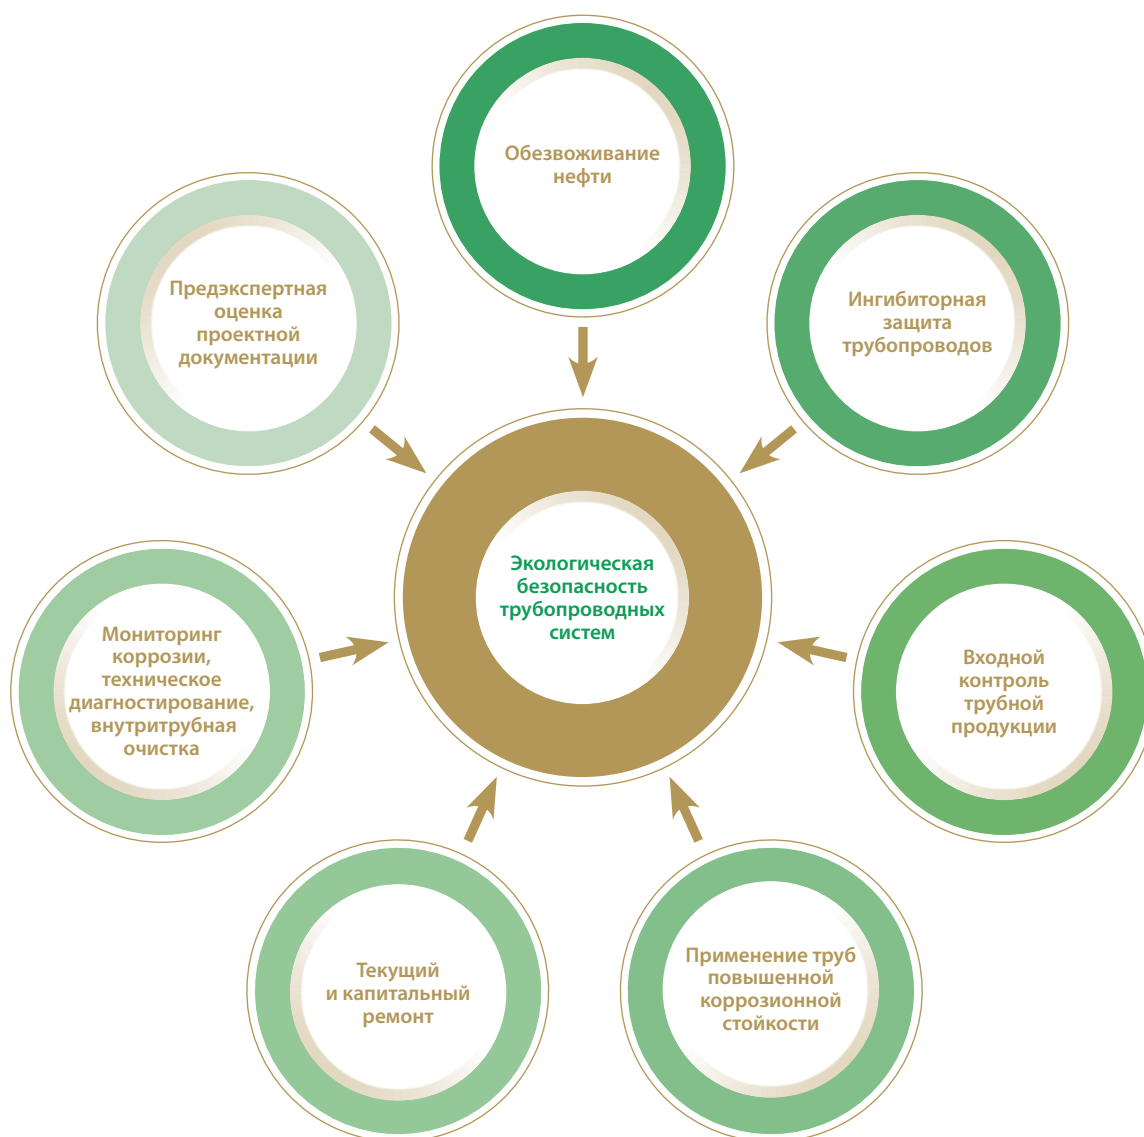 Обезвоживание
нефти
Предэкспертная
оценка
проектной
документации
Ингибиторная
защита
трубопроводов
Экологическая
безопасность
трубопроводных
систем
Мониторинг
коррозии,
техническое
диагностирование,
внутритрубная
очистка
Входной
контроль
трубной
продукции
Текущий
и капитальный
ремонт
Применение труб
повышенной
коррозионной
стойкости